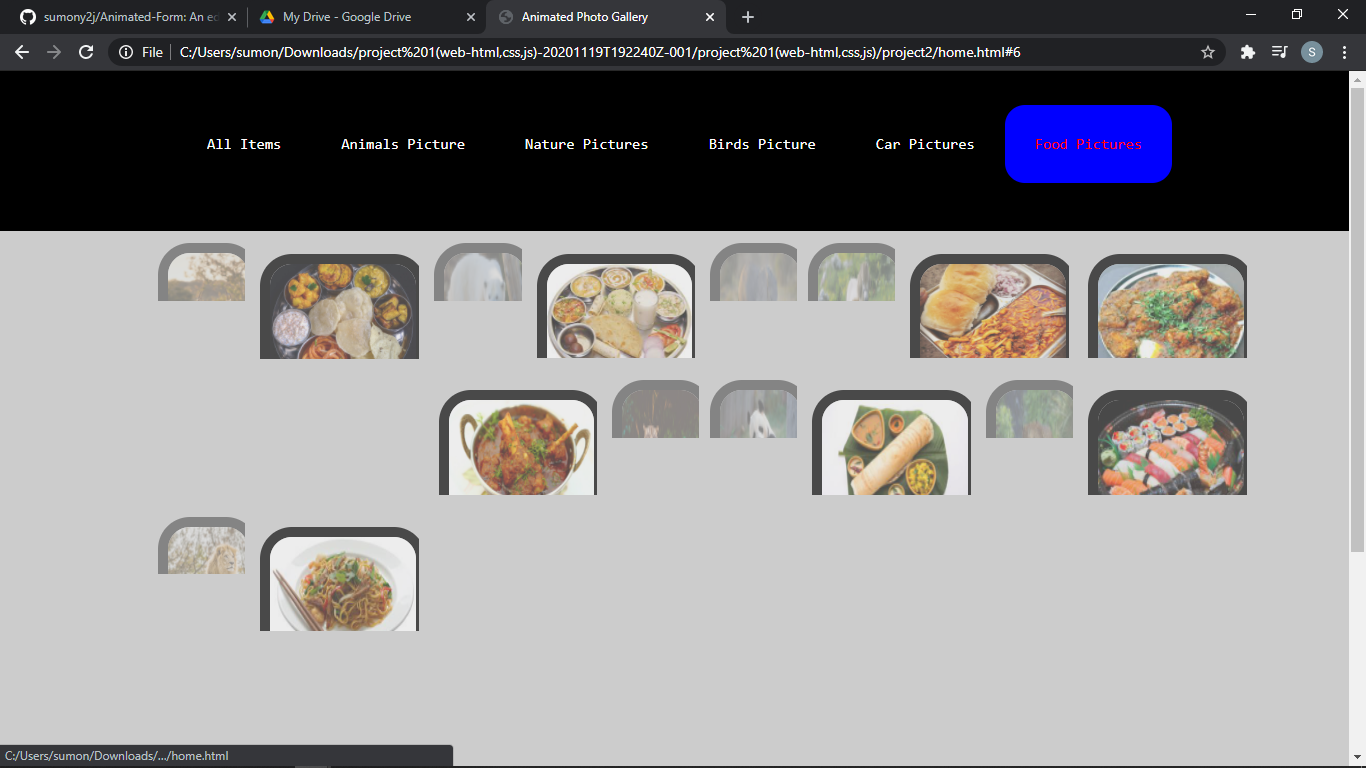 sumony2j/Animated-Form: An ed
My Drive - Google Drive
Animated Photo Gallery
File
C:/Users/sumon/Downloads/project%201(web-html,css,js)-20201119T192240Z-001/project%201(web-html,css,js)/project2/home.html#6
S
All Items
Animals Picture
Nature Pictures
Birds Picture
Car Pictures
Food Pictures
C:/Users/sumon/Downloads/.../home.html